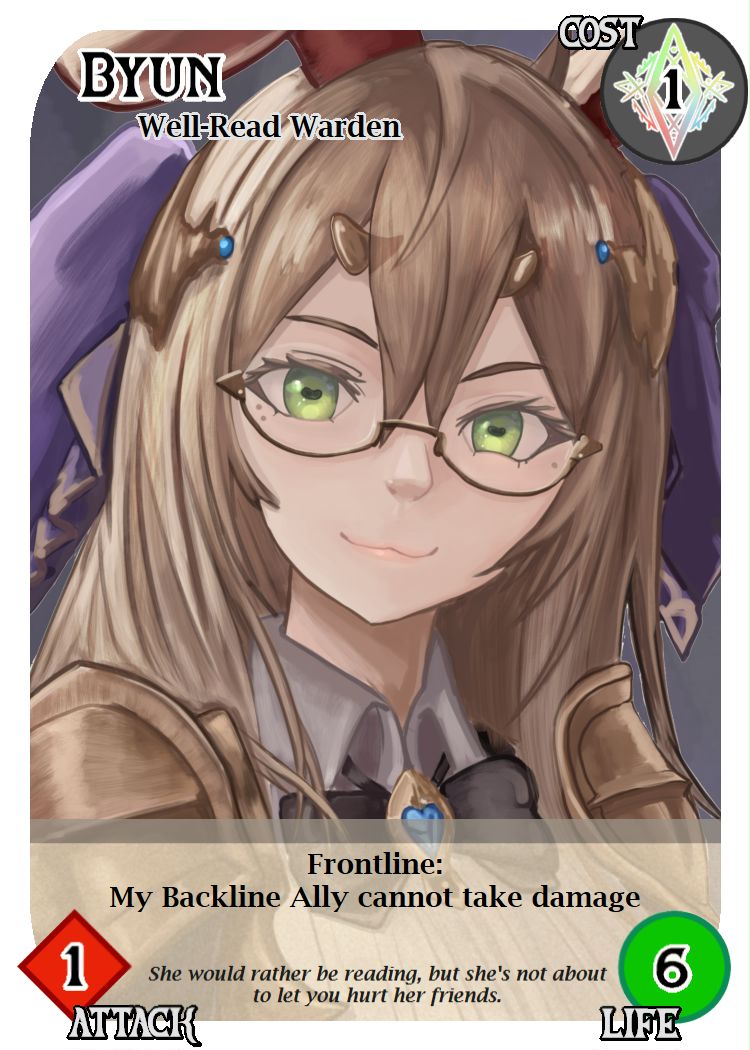 Byun
COST
1
Well-Read Warden
Frontline:
My Backline Ally cannot take damage
1
6
She would rather be reading, but she's not about
to let you hurt her friends.
ATTACK
LIFE